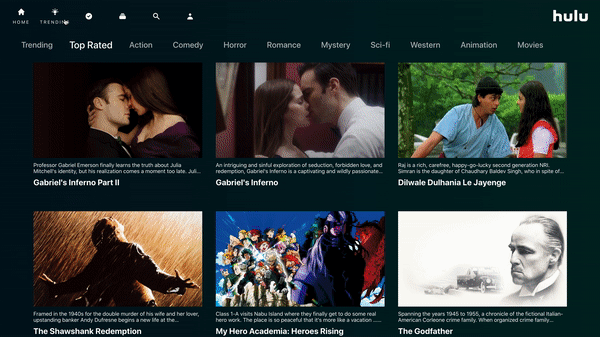 HOME
TRENDING
hulu
Trending
Top Rated
Action
Comedy
Horror
Romance
Mystery
Sci-fi
Western
Animation
Movies
Professor Gabriel Emerson finally learns the truth about Julia
Mitchell's identity, but his realization comes a moment too late. Juli...
Gabriel's Inferno Part II
An intriguing and sinful exploration of seduction, forbidden love, and
redemption, Gabriel's Inferno is a captivating and wildly passionate...
Gabriel's Inferno
Raj is a rich, carefree, happy-go-lucky second generation NRI.
Simran is the daughter of Chaudhary Baldev Singh, who in spite of...
Dilwale Dulhania Le Jayenge
Framed in the 1940s for the double murder of his wife and her lover,
upstanding banker Andy Dufresne begins a new life at the...
The Shawshank Redemption
Class 1-A visits Nabu Island where they finally get to do some real
hero work. The place is so peaceful that it's more like a vacation ...
My Hero Academia: Heroes Rising
Spanning the years 1945 to 1955, a chronicle of the fictional Italian-
American Corleone crime family. When organized crime family...
The Godfather